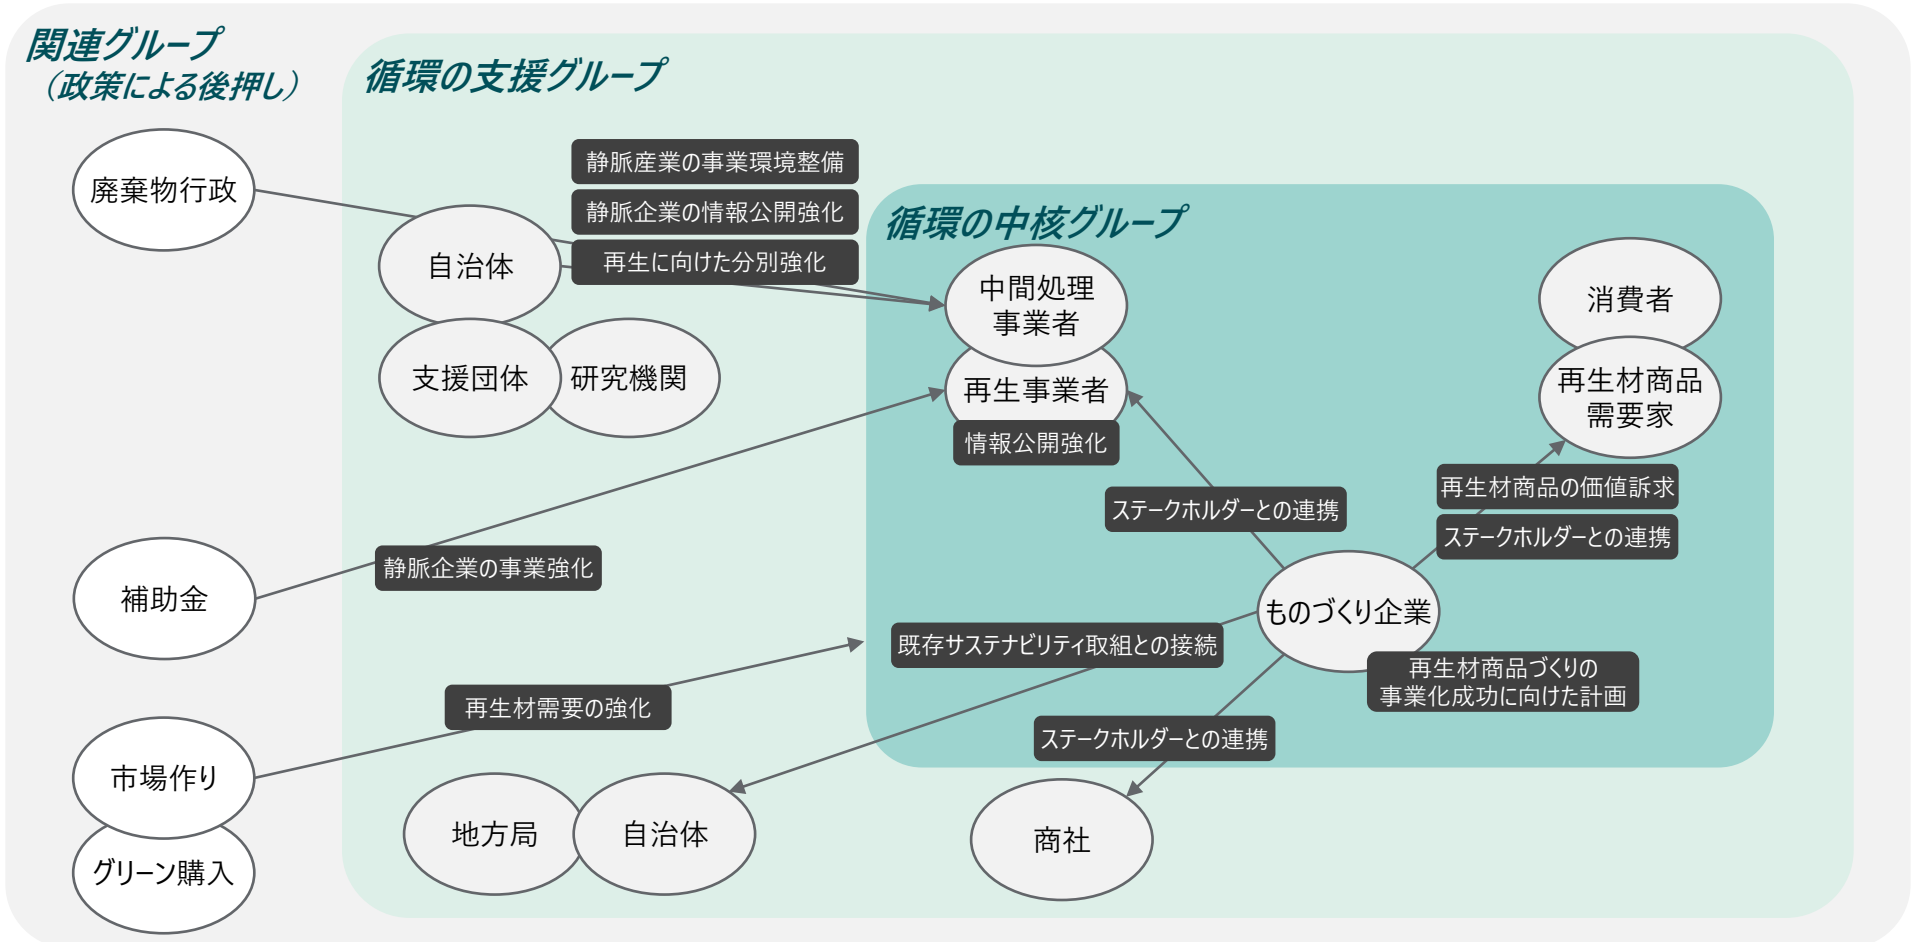 関連グループ
（政策による後押し）
循環の支援グループ
廃棄物行政
静脈産業の事業環境整備
静脈企業の情報公開強化
再生に向けた分別強化
自治体
支援団体
研究機関
循環の中核グループ
中間処理
事業者
再生事業者
情報公開強化
消費者
再生材商品
需要家
再生材商品の価値訴求
ステークホルダーとの連携
ステークホルダーとの連携
補助金
静脈企業の事業強化
ものづくり企業
既存サステナビリティ取組との接続
再生材商品づくりの
事業化成功に向けた計画
再生材需要の強化
ステークホルダーとの連携
市場作り
グリーン購入
地方局
自治体
商社